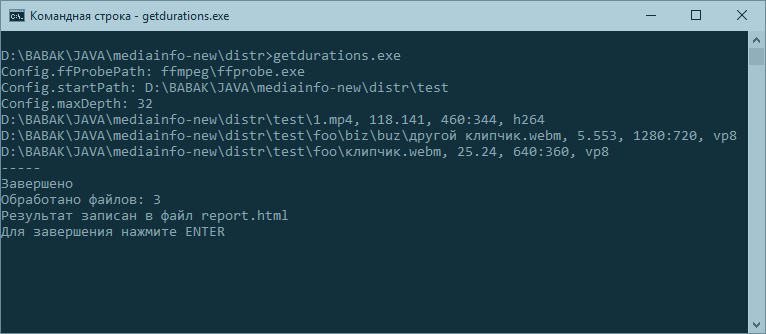 Командная строка - getdurations.exe
D:\BABAK\JAVA\mediainfo-new\distr>getdurations.exe
Config.ffProbePath: ffmpeg\ffprobe.exe
Config.startPath: D:\BABAK\JAVA\mediainfo-new\distr\test
Config.maxDepth: 32
D:\BABAK\JAVA\mediainfo-new\distr\test\1.mp4, 118.141, 460:344, h264
D:\BABAK\JAVA\mediainfo-new\distr\test\foo\biz\buz\другой клипчик.webm, 5.553, 1280:720, vp8
D:\BABAK\JAVA\mediainfo-new\distr\test\foo\клипчик.webm, 25.24, 640:360, vp8
-----
Завершено
Обработано файлов: 3
Результат записан в файл report.html
Для завершения нажмите ENTER